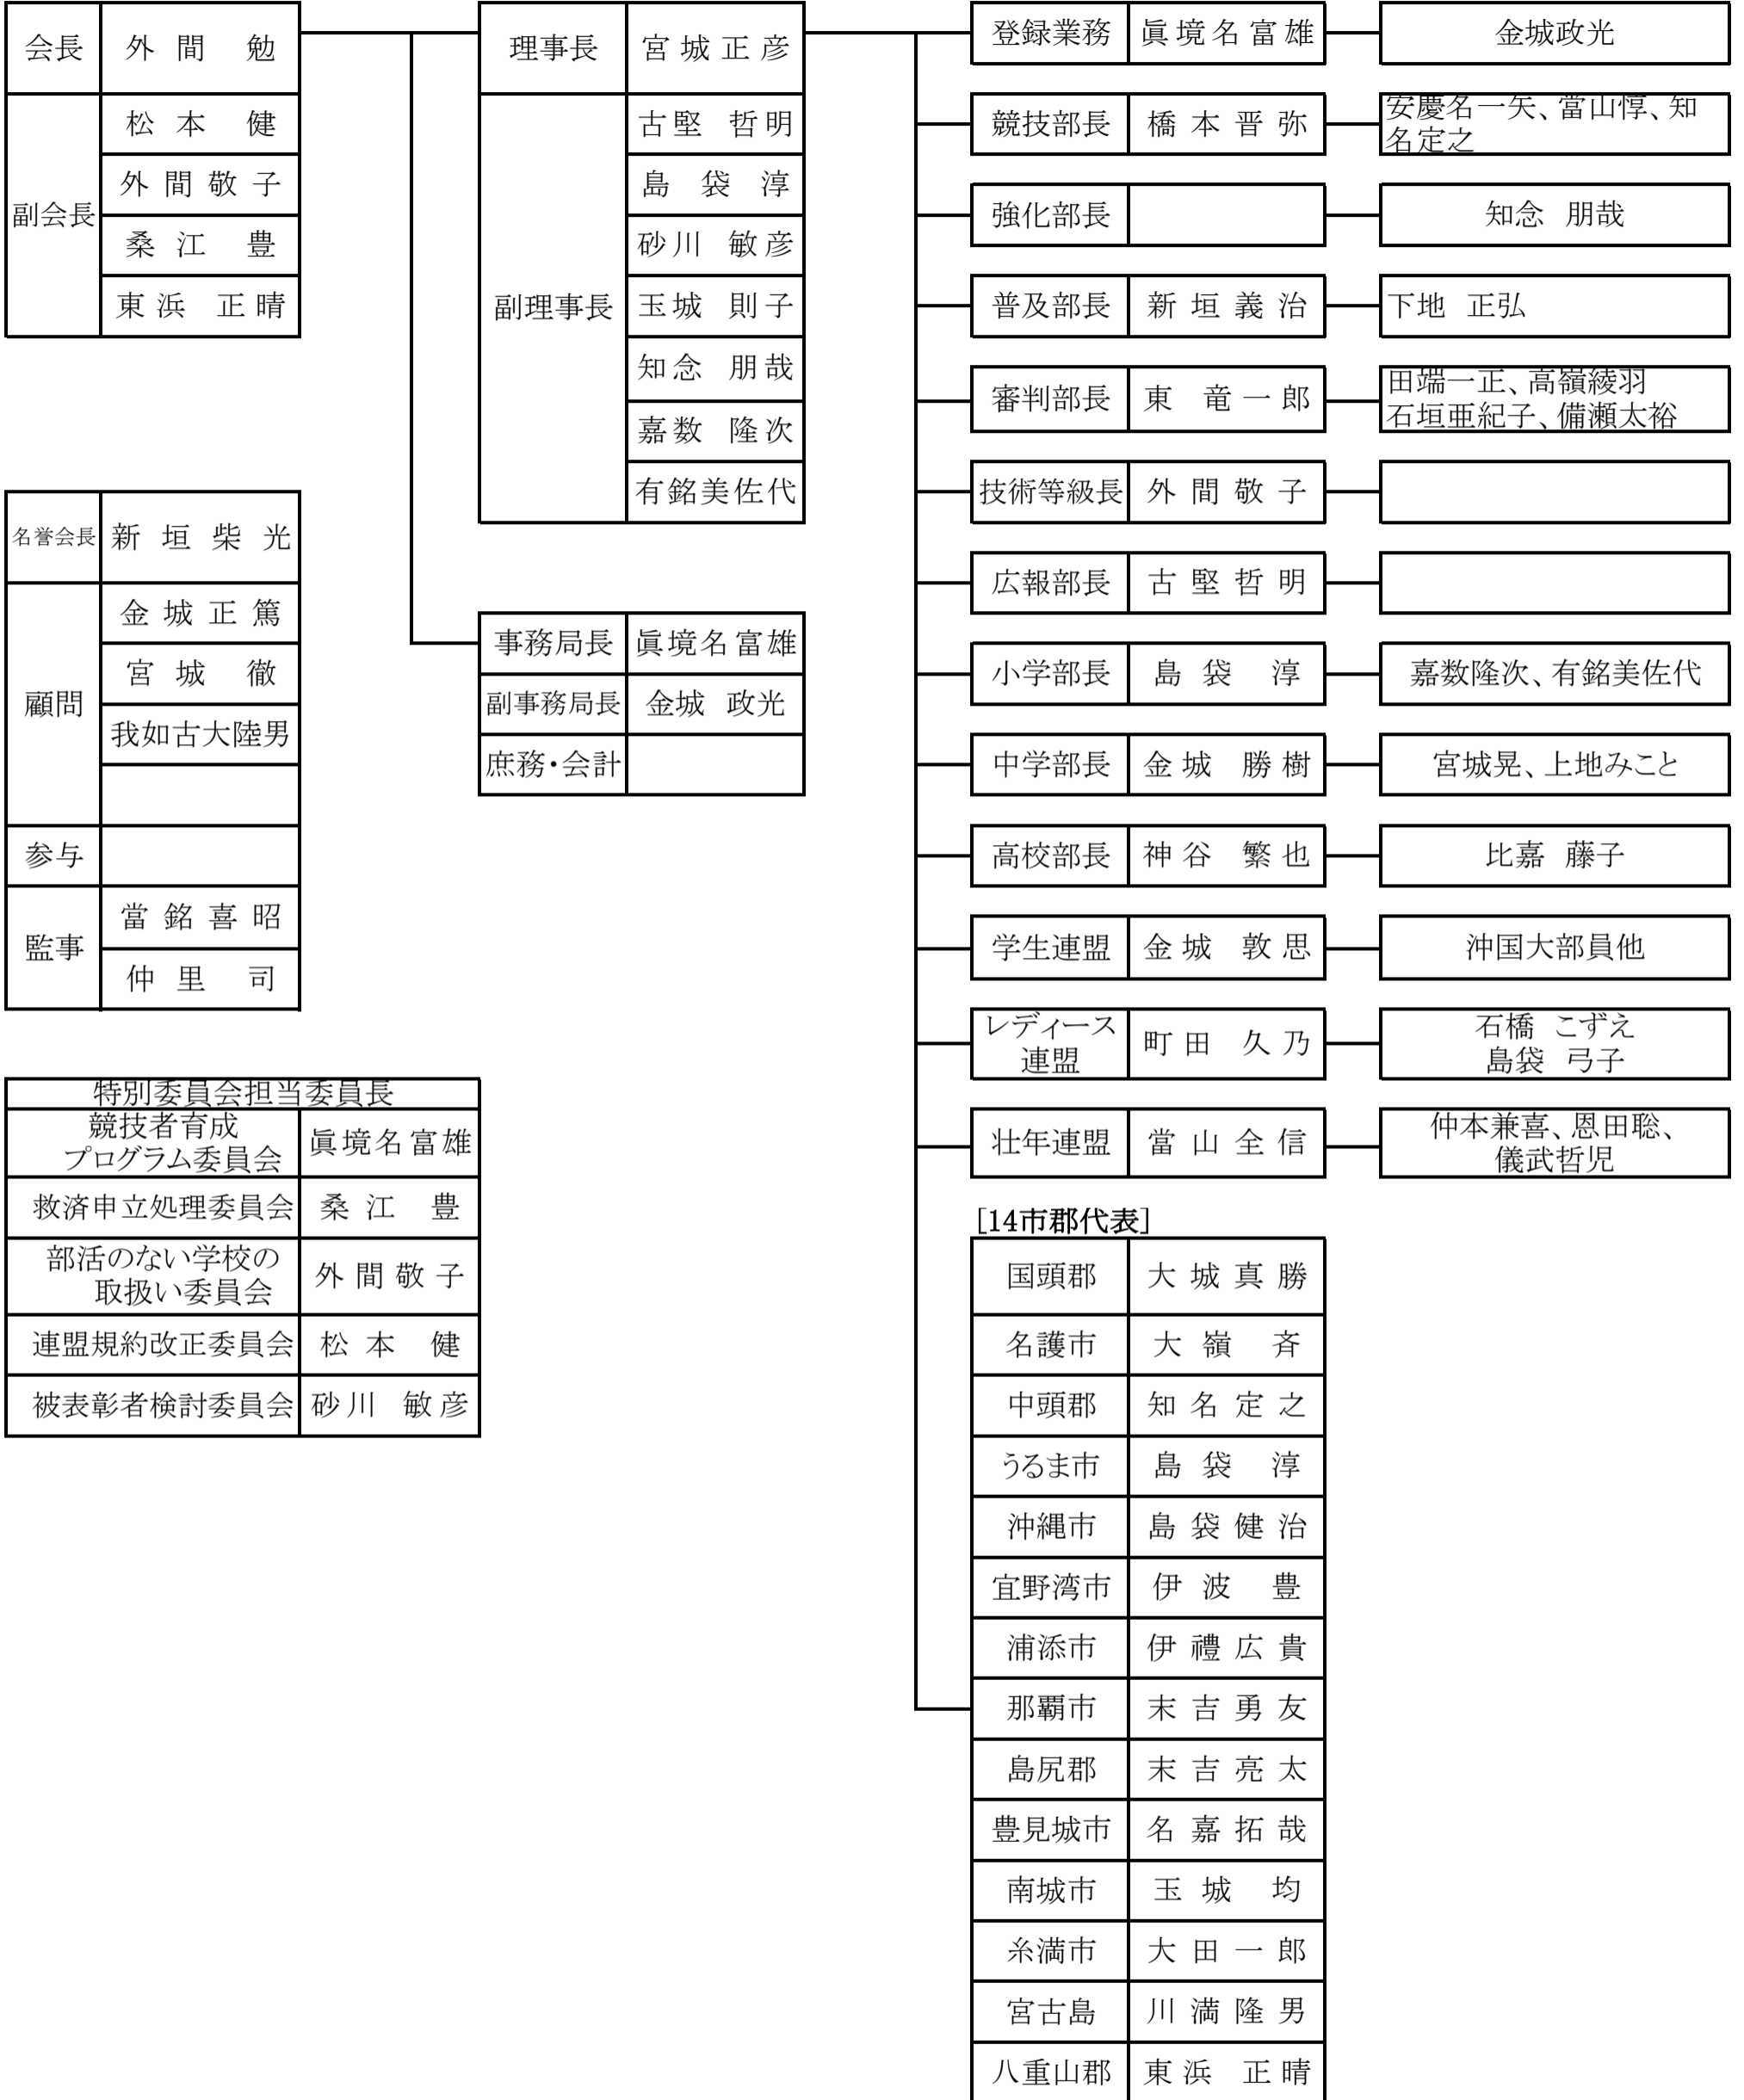 会長 外間 勉
副会長
松本 健
外間敬子
桑江 豊
東浜 正晴
名誉会長 新垣柴光
顧問
金城正篤
宮城 徹
我如古大陸男
参与
監事
當銘喜昭
仲里 司
特別委員会担当委員長
競技者育成
プログラム委員会
眞境名富雄
救済申立処理委員会 桑江 豊
部活のない学校の
取扱い委員会
外間敬子
連盟規約改正委員会 松本 健
被表彰者検討委員会 砂川 敏彦
理事長 宮城正彦
副理事長
古堅 哲明
島袋 淳
砂川 敏彦
玉城 則子
知念 朋哉
嘉数 隆次
有銘美佐代
事務局長 眞境名富雄
副事務局長 金城 政光
庶務・会計
登録業務 眞境名富雄 金城政光
競技部長 橋本晋弥
安慶名一矢、當山惇、知
名定之
強化部長 知念 朋哉
普及部長 新垣義治 下地 正弘
審判部長 東 竜一郎
田端一正、高嶺綾羽
石垣亜紀子、備瀬太裕
技術等級長 外間敬子
広報部長 古堅哲明
小学部長 島袋 淳 嘉数隆次、有銘美佐代
中学部長 金城 勝樹 宮城晃、上地みこと
高校部長 神谷 繁也 比嘉 藤子
学生連盟 金城 敦思 沖国大部員他
レディース
連盟
町田 久乃
石橋 こずえ
島袋 弓子
壮年連盟 當山全信
仲本兼喜、恩田聡、
儀武哲児
[14市郡代表]
国頭郡 大城真勝
名護市 大嶺 斉
中頭郡 知名定之
うるま市 島袋 淳
沖縄市 島袋健治
宜野湾市 伊波 豊
浦添市 伊禮広貴
那覇市 末吉勇友
島尻郡 末吉亮太
豊見城市 名嘉拓哉
南城市 玉城 均
糸満市 大田一郎
宮古島 川満隆男
八重山郡 東浜 正晴